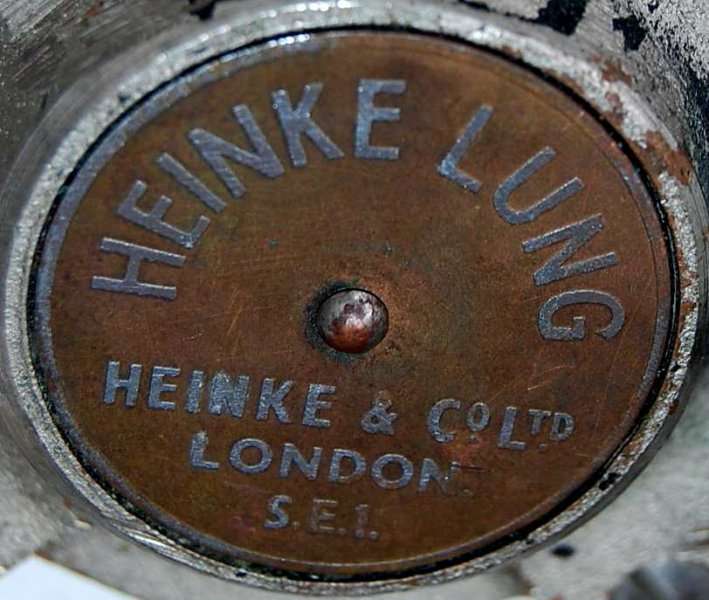 HEINKE LUNG
HEINKE & Co LTD
LONDON.
S.E.1.